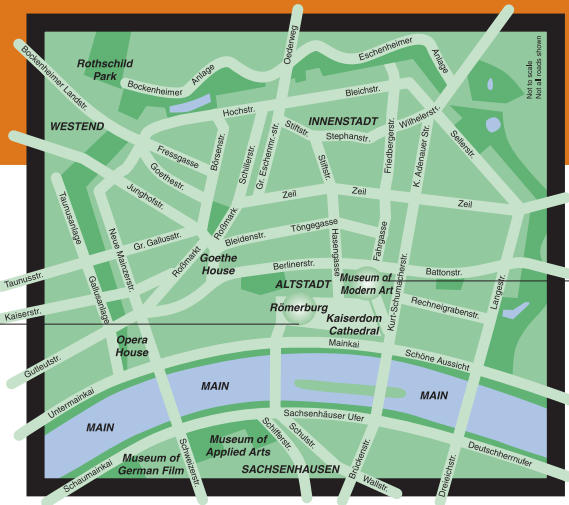 Oederweg
Eschenheimer
Anlage
Rothschild
Park
Bockenheimer Landstr.
Bockenheimer
Anlage
Not to scale
Not all roads shown
Bleichstr.
Hochstr.
WESTEND
INNENSTADT
Wilhelerstr.
Stiftstr.
Stephanstr.
Friedbergerstr.
K. Adenauer Str.
Seilerstr.
Fressgasse
Börsenstr.
Schillerstr.
Gr. Eschenmr.-str.
Goethestr.
Stiftstr.
Junghofstr.
Taunusanlage
Zeil
Zeil
Zeil
Roßmarkt
Töngegasse
Bleidenstr.
Neue Mainzerstr.
Gr. Gallusstr.
Hasengasse
Fahrgasse
Roßmarkt
Goethe
House
Berlinerstr.
Museum of
Modern Art
Battonstr.
Taunusstr.
Gallusanlage
ALTSTADT
Kurt-Schumacherstr.
Langestr.
Römerburg
Rechneigrabenstr.
Kaiserstr.
Kaiserdom
Cathedral
Opera
House
Mainkai
Schöne Aussicht
Gutleutstr.
Untermainkai
MAIN
MAIN
MAIN
Sachsenhäuser Ufer
Museum of
Applied Arts
Schifferstr.
Schulstr.
Deutschherrnufer
Museum of
German Film
Schweizerstr.
SACHSENHAUSEN
Brückenstr.
Wallstr.
Dreieichstr.
Schaumainkai